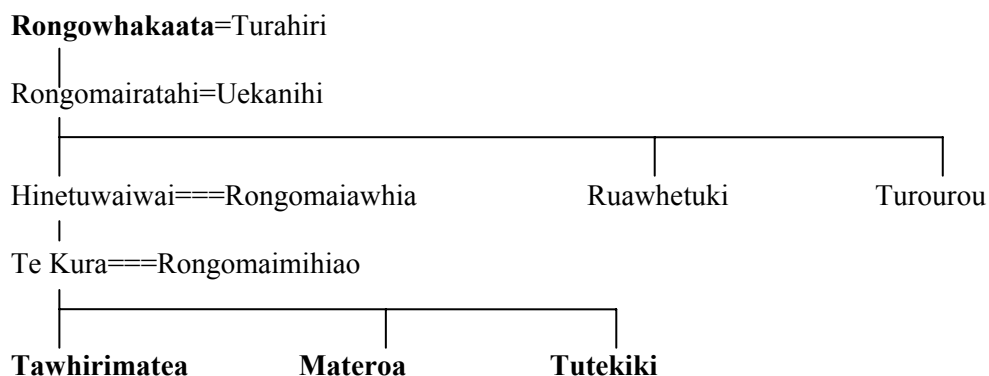 Rongowhakaata=Turahiri
Rongomairatahi=Uekanihi
Hinetuwaiwai===Rongomaiawhia Ruawhetuki Turourou
Te Kura===Rongomaimihiao
Tawhirimatea Materoa Tutekiki